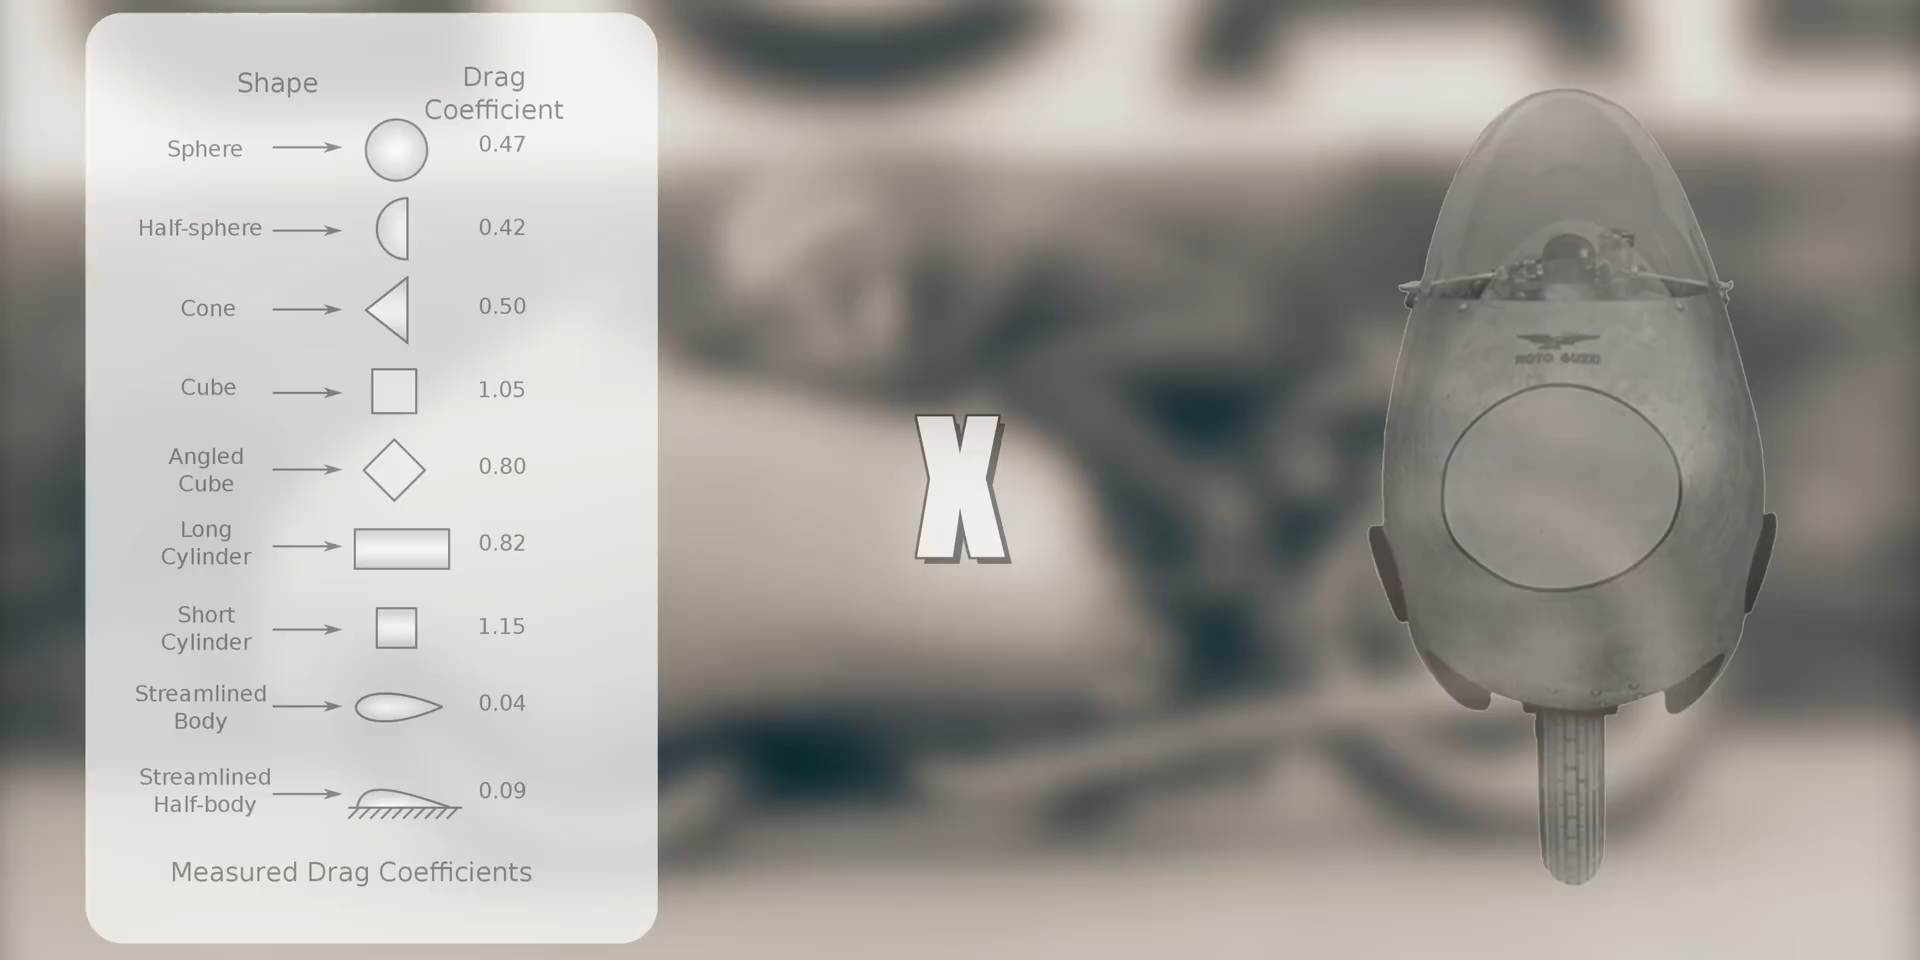 Shape
Drag
Coefficient
Sphere
0.47
Half-sphere
0.42
Cone
0.50
Cube
1.05
Angled
Cube
0.80
Long
Cylinder
0.82
Short
Cylinder
1.15
Streamlined
Body
0.04
Streamlined
Half-body
0.09
Measured Drag Coefficients
X
MOTO GUZZI